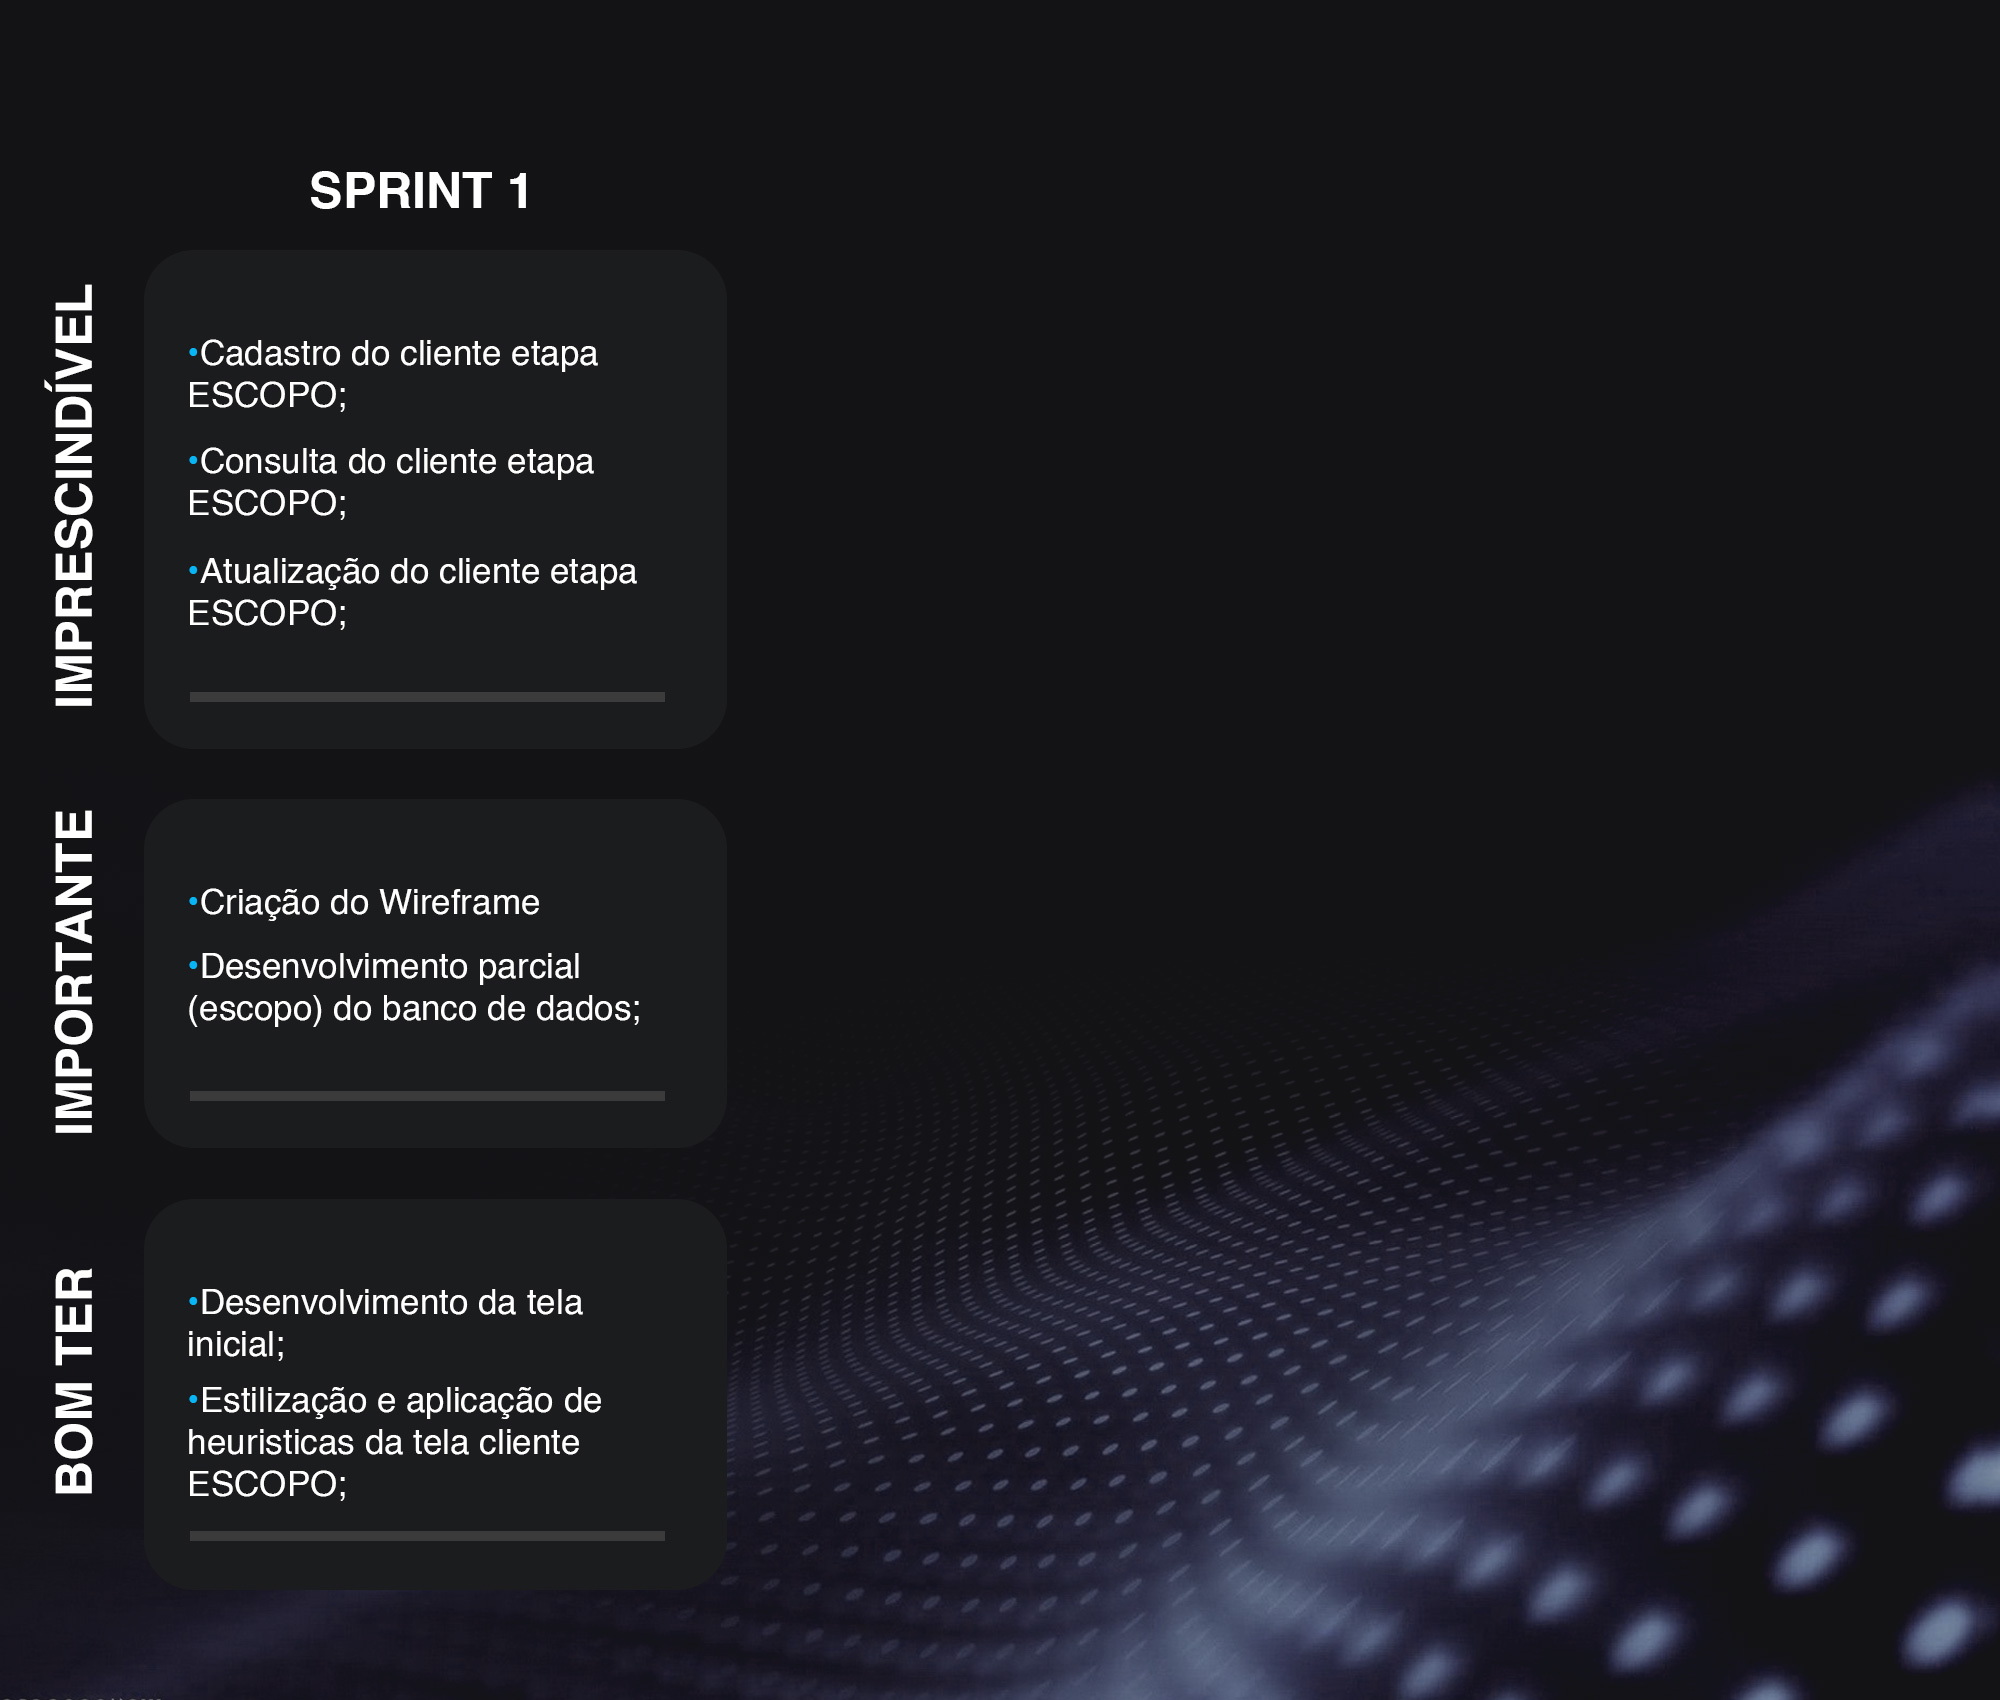 SPRINT 1
IMPRESCINDÍVEL
•Cadastro do cliente etapa
ESCOPO;
•Consulta do cliente etapa
ESCOPO;
•Atualização do cliente etapa
ESCOPO;
IMPORTANTE
•Criação do Wireframe
•Desenvolvimento parcial
(escopo) do banco de dados;
BOM TER
•Desenvolvimento da tela
inicial;
•Estilização e aplicação de
heuristicas da tela cliente
ESCOPO;